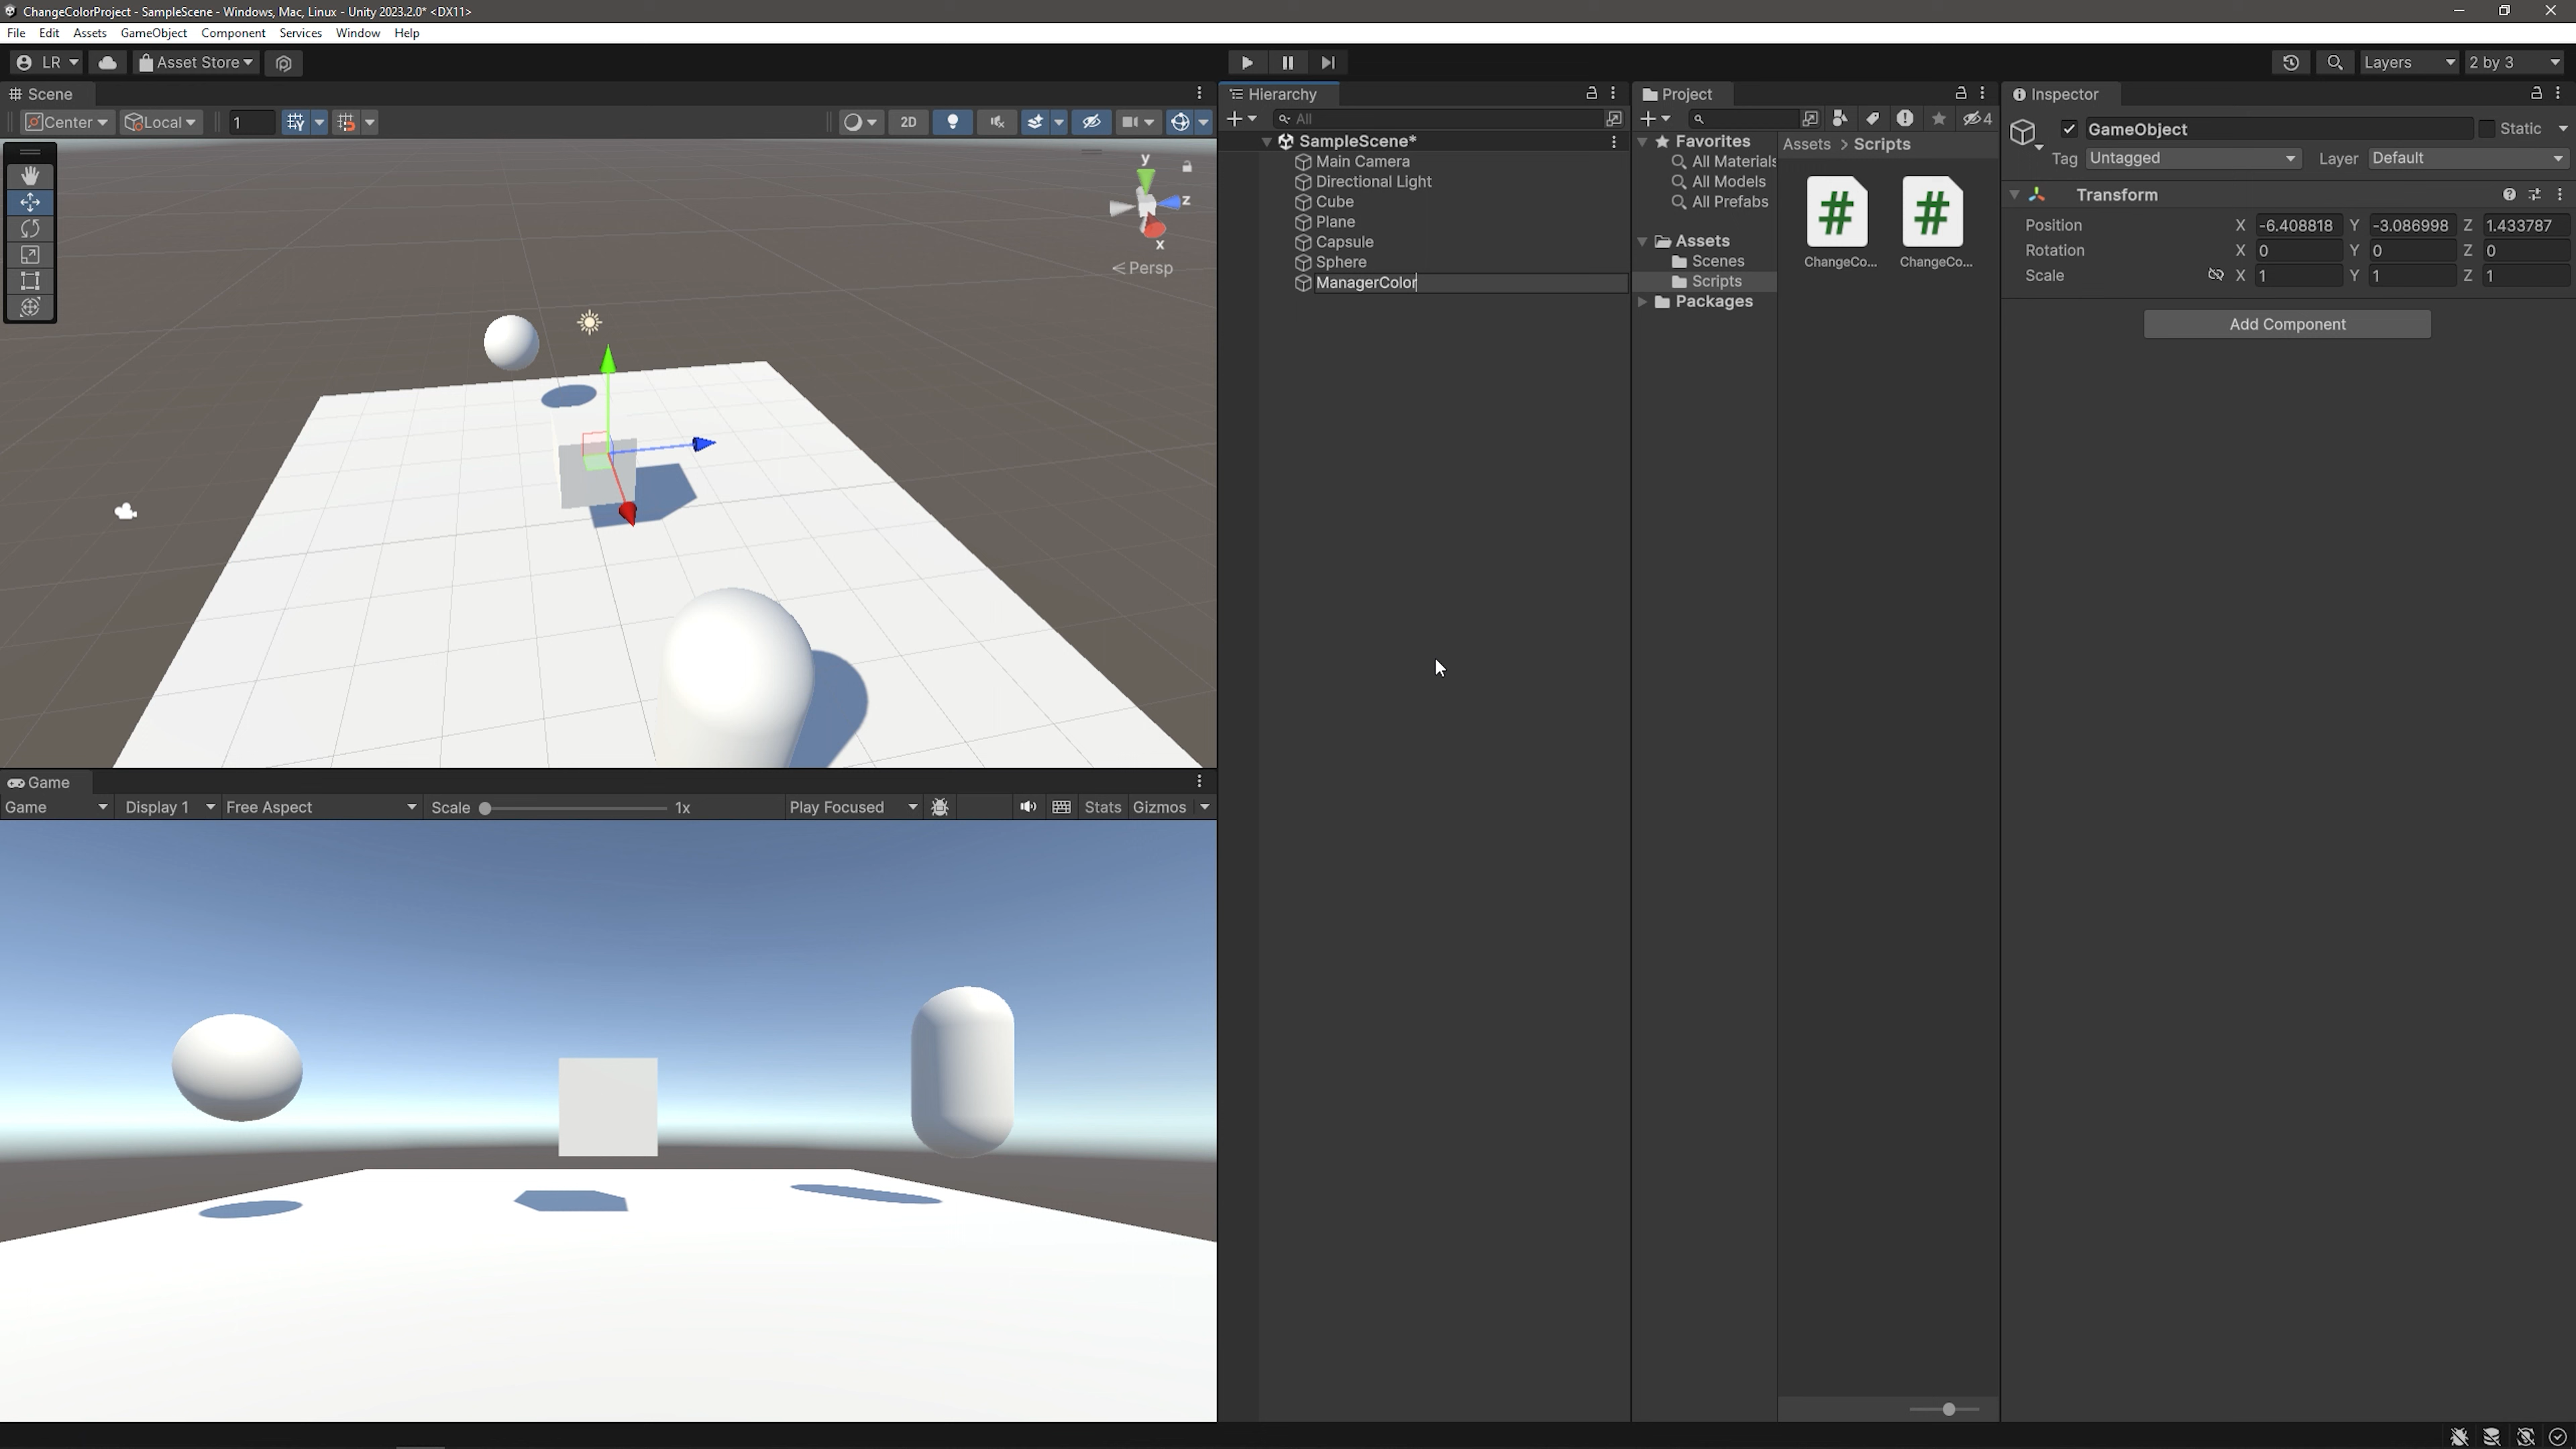 ChangeColorProject - SampleScene - Windows, Mac, Linux - Unity 2023.2.0* <DX11>
File Edit Assets GameObject Component Services Window Help
LR Asset Store Layers 2 by 3
Scene
Center Local 1 2D
y
z
x
Persp
Game
Game Display 1 Free Aspect Scale 1x Play Focused Stats Gizmos
Hierarchy
All
SampleScene*
Main Camera
Directional Light
Cube
Plane
Capsule
Sphere
ManagerColor
Project
4
Favorites
All Materials
All Models
All Prefabs
Assets
Scenes
Scripts
Packages
Assets > Scripts
# #
ChangeCo... ChangeCo...
Inspector
GameObject Static
Tag Untagged Layer Default
Transform
Position X -6.408818 Y -3.086998 Z 1.433787
Rotation X 0 Y 0 Z 0
Scale X 1 Y 1 Z 1
Add Component